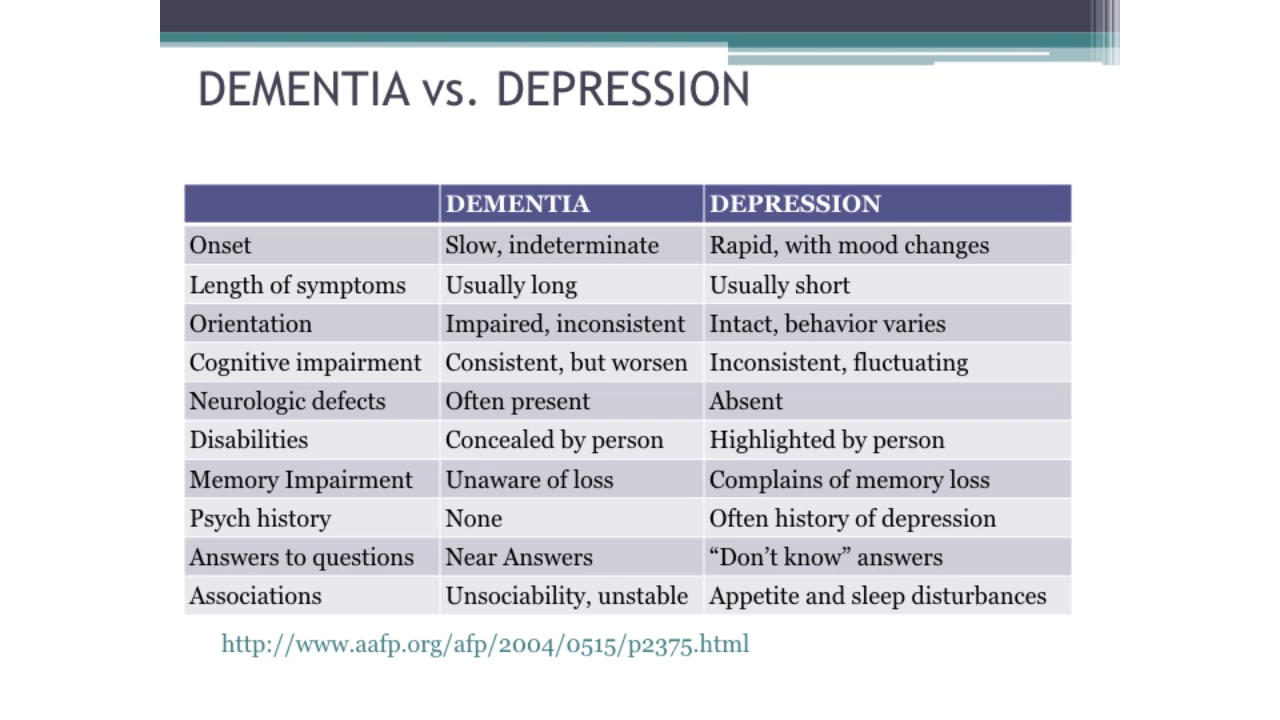 DEMENTIA vs. DEPRESSION
DEMENTIA DEPRESSION
Onset Slow, indeterminate Rapid, with mood changes
Length of symptoms Usually long Usually short
Orientation Impaired, inconsistent Intact, behavior varies
Cognitive impairment Consistent, but worsen Inconsistent, fluctuating
Neurologic defects Often present Absent
Disabilities Concealed by person Highlighted by person
Memory Impairment Unaware of loss Complains of memory loss
Psych history None Often history of depression
Answers to questions Near Answers “Don’t know” answers
Associations Unsociability, unstable Appetite and sleep disturbances
http://www.aafp.org/afp/2004/0515/p2375.html